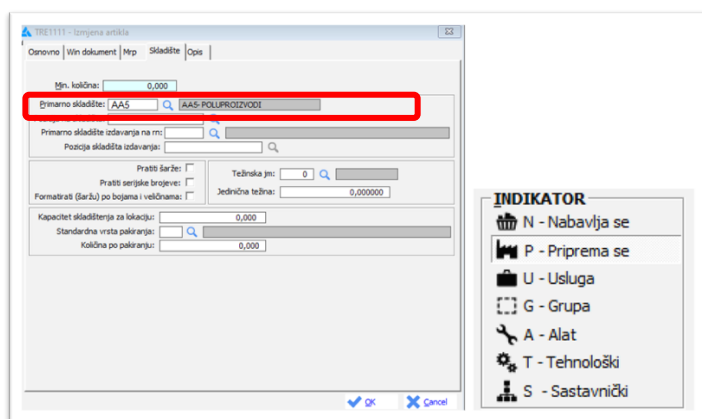 TRE1111 - Izmjena artikla
Osnovno Win dokument Mrp Skladište Opis
Min. količna: 0,000
Primarno skladište: AA5 AA5- POLUPROIZVODI
Primarno skladište izdavanja na rn:
Pozicija skladišta izdavanja:
Pratiti šarže:
Pratiti serijske brojeve:
Formatirati (šaržu) po bojama i veličinama:
Težinska jm: 0
Jedinična težina: 0,000000
Kapacitet skladištenja za lokaciju: 0,000
Standardna vrsta pakiranja:
Količna po pakiranju: 0,000
OK Cancel
INDIKATOR
N - Nabavlja se
P - Priprema se
U - Usluga
G - Grupa
A - Alat
T - Tehnološki
S - Sastavnički